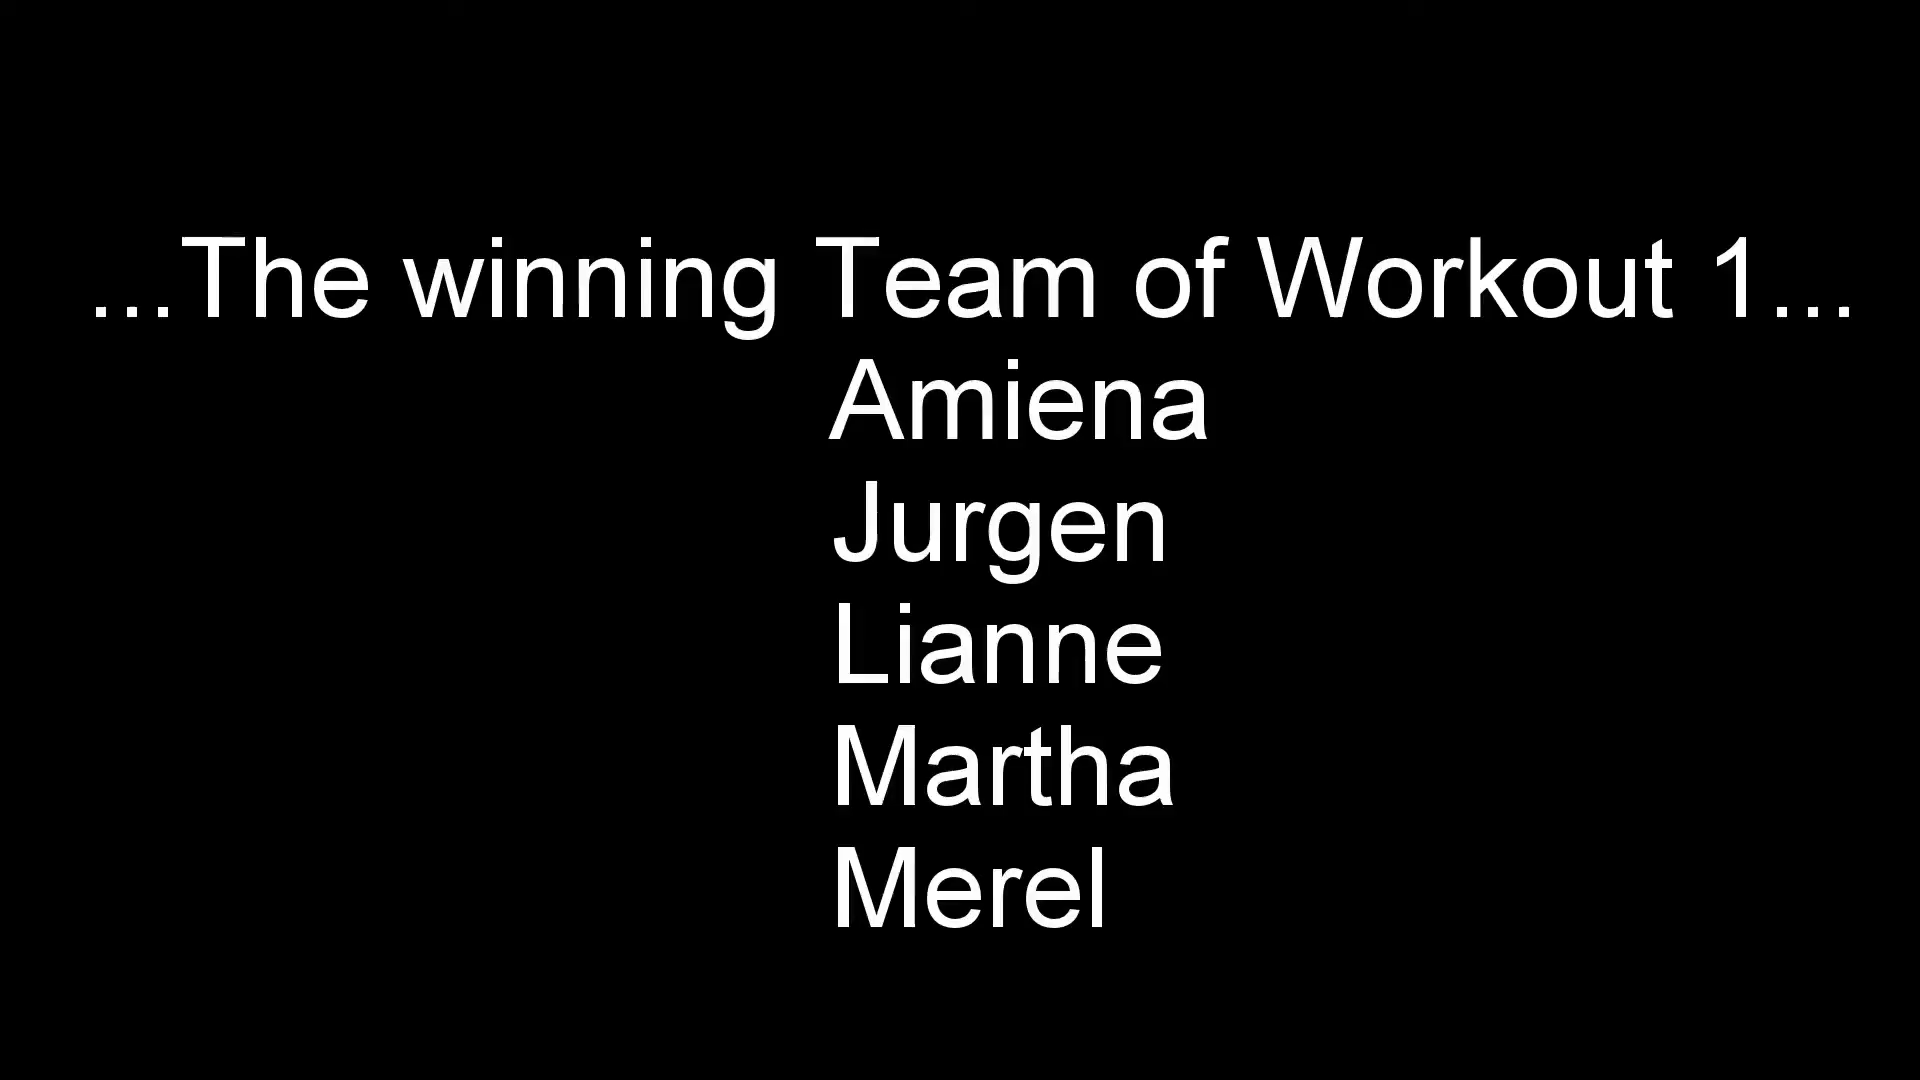 ...The winning Team of Workout 1...
Amiena
Jurgen
Lianne
Martha
Merel